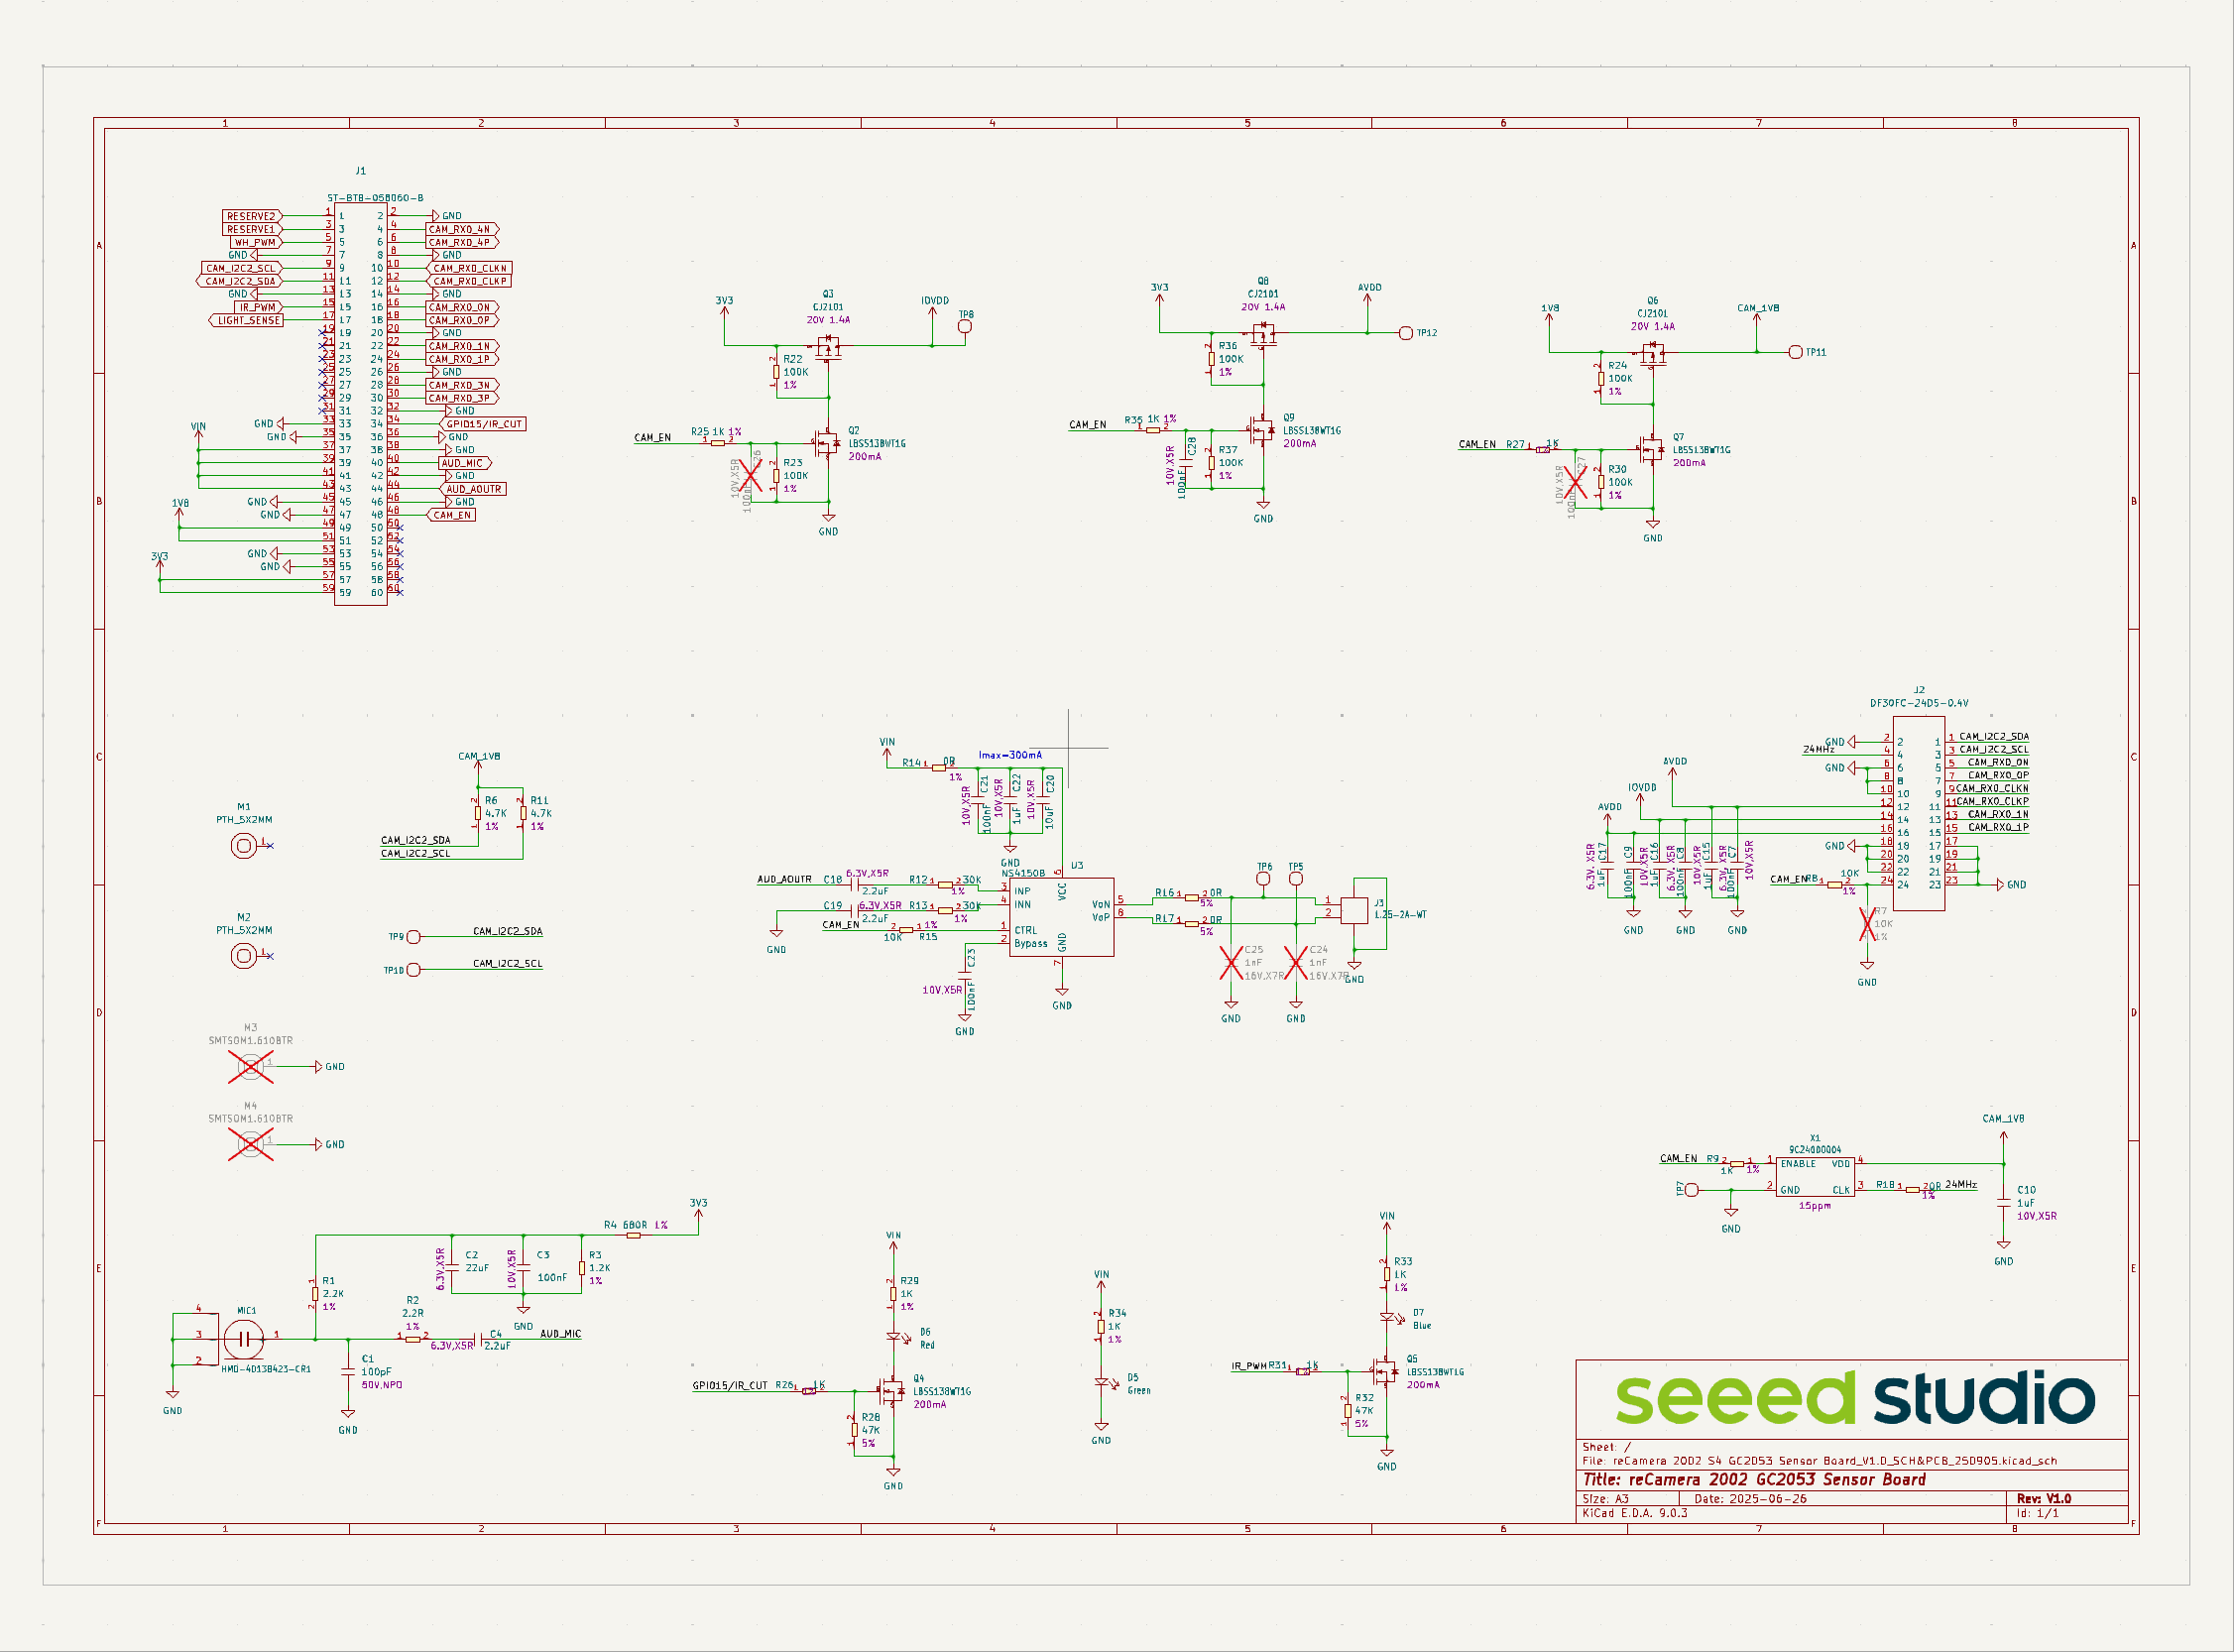 1 2 3 4 5 6 7 8
A B C D E F
J1
ST-BTB-058060-B
RESERVE2 1 1 2 2 GND
RESERVE1 3 3 4 4 CAM_RX0_4N
WH_PWM 5 5 6 6 CAM_RX0_4P
GND 7 7 8 8 GND
CAM_I2C2_SCL 9 9 10 10 CAM_RX0_CLKN
CAM_I2C2_SDA 11 11 12 12 CAM_RX0_CLKP
GND 13 13 14 14 GND
IR_PWM 15 15 16 16 CAM_RX0_0N
LIGHT_SENSE 17 17 18 18 CAM_RX0_0P
19 19 20 20 GND
21 21 22 22 CAM_RX0_1N
23 23 24 24 CAM_RX0_1P
25 25 26 26 GND
27 27 28 28 CAM_RX0_3N
29 29 30 30 CAM_RX0_3P
31 31 32 32 GND
GND 33 33 34 34 GPIO15/IR_CUT
GND 35 35 36 36 GND
VIN 37 37 38 38 GND
39 39 40 40 AUD_MIC
41 41 42 42 GND
43 43 44 44 AUD_AOUTR
GND 45 45 46 46 GND
GND 47 47 48 48 CAM_EN
1V8 49 49 50 50
51 51 52 52
GND 53 53 54 54
GND 55 55 56 56
3V3 57 57 58 58
59 59 60 60
3V3
Q3
CJ2101
20V 1.4A
IOVDD
TP8
R22
100K
1%
CAM_EN
R25 1K 1%
10V,X5R
100nF
C26
R23
100K
1%
Q2
LBSS138WT1G
200mA
GND
3V3
Q8
CJ2101
20V 1.4A
AVDD
TP12
R36
100K
1%
CAM_EN
R35 1K 1%
10V,X5R
100nF
C28
R37
100K
1%
Q9
LBSS138WT1G
200mA
GND
1V8
Q6
CJ2101
20V 1.4A
CAM_1V8
TP11
R24
100K
1%
CAM_EN
R27 1K
10V,X5R
100nF
C27
R30
100K
1%
Q7
LBSS138WT1G
200mA
GND
M1
PTH_5X2MM
1
M2
PTH_5X2MM
1
M3
SMTSOM1.610BTR
1 GND
M4
SMTSOM1.610BTR
1 GND
CAM_1V8
R6
4.7K
1%
R11
4.7K
1%
CAM_I2C2_SDA
CAM_I2C2_SCL
TP9 CAM_I2C2_SDA
TP10 CAM_I2C2_SCL
VIN
Imax=300mA
R14 0R
1%
10V,X5R
C21
100nF
10V,X5R
C22
1uF
10V,X5R
C20
10uF
GND
U3
NS4150B
AUD_AOUTR
C18
6.3V,X5R
2.2uF
R12 30K
1%
C19
6.3V,X5R
2.2uF
R13 30K
1%
GND
CAM_EN
10K R15
1%
3 INP
4 INN
1 CTRL
2 Bypass
6 VCC
7 GND
VoN 5
VoP 8
C23
100nF
10V,X5R
GND
GND
R16 0R
5%
R17 0R
5%
TP6
TP5
C25
1nF
16V,X7R
GND
C24
1nF
16V,X7R
GND
J3
1.25-2A-WT
1
2
GND
J2
DF30FC-24DS-0.4V
GND 2 2 1 1 CAM_I2C2_SDA
24MHz 4 4 3 3 CAM_I2C2_SCL
GND 6 6 5 5 CAM_RX0_0N
8 8 7 7 CAM_RX0_0P
10 10 9 9 CAM_RX0_CLKN
12 12 11 11 CAM_RX0_CLKP
14 14 13 13 CAM_RX0_1N
16 16 15 15 CAM_RX0_1P
GND 18 18 17 17
20 20 19 19
22 22 21 21
24 24 23 23 GND
AVDD
IOVDD
AVDD
6.3V, X5R
1uF
C17
100nF
C9
10V,X5R
1uF
C16
6.3V, X5R
100nF
C8
10V,X5R
1uF
C15
6.3V, X5R
100nF
C7
10V,X5R
GND
GND
GND
CAM_EN
R8 10K
1%
R7
10K
1%
GND
X1
9C24000004
CAM_EN R9
1K 1%
1 ENABLE VDD 4
2 GND CLK 3
15ppm
TP7
GND
R18 0R
1%
24MHz
CAM_1V8
C10
1uF
10V,X5R
GND
3V3
R4 680R 1%
6.3V,X5R
C2
22uF
10V,X5R
C3
100nF
R3
1.2K
1%
GND
R1
2.2K
1%
MIC1
HMO-4013B423-CR1
4
3
2
1
GND
R2
2.2R
1%
6.3V,X5R
C4
2.2uF
AUD_MIC
C1
100pF
50V,NPO
GND
VIN
R29
1K
1%
D6
Red
GPIO15/IR_CUT
R26 1K
R28
47K
5%
Q4
LBSS138WT1G
200mA
GND
VIN
R34
1K
1%
D5
Green
GND
VIN
R33
1K
1%
D7
Blue
IR_PWM
R31 1K
R32
47K
5%
Q5
LBSS138WT1G
200mA
GND
seeed studio
Sheet: /
File: reCamera 2002 S4 GC2053 Sensor Board_V1.0_SCH&PCB_250905.kicad_sch
Title: reCamera 2002 GC2053 Sensor Board
Size: A3 Date: 2025-06-26 Rev: V1.0
KiCad E.D.A. 9.0.3 Id: 1/1
1 2 3 4 5 6 7 8
A B C D E F